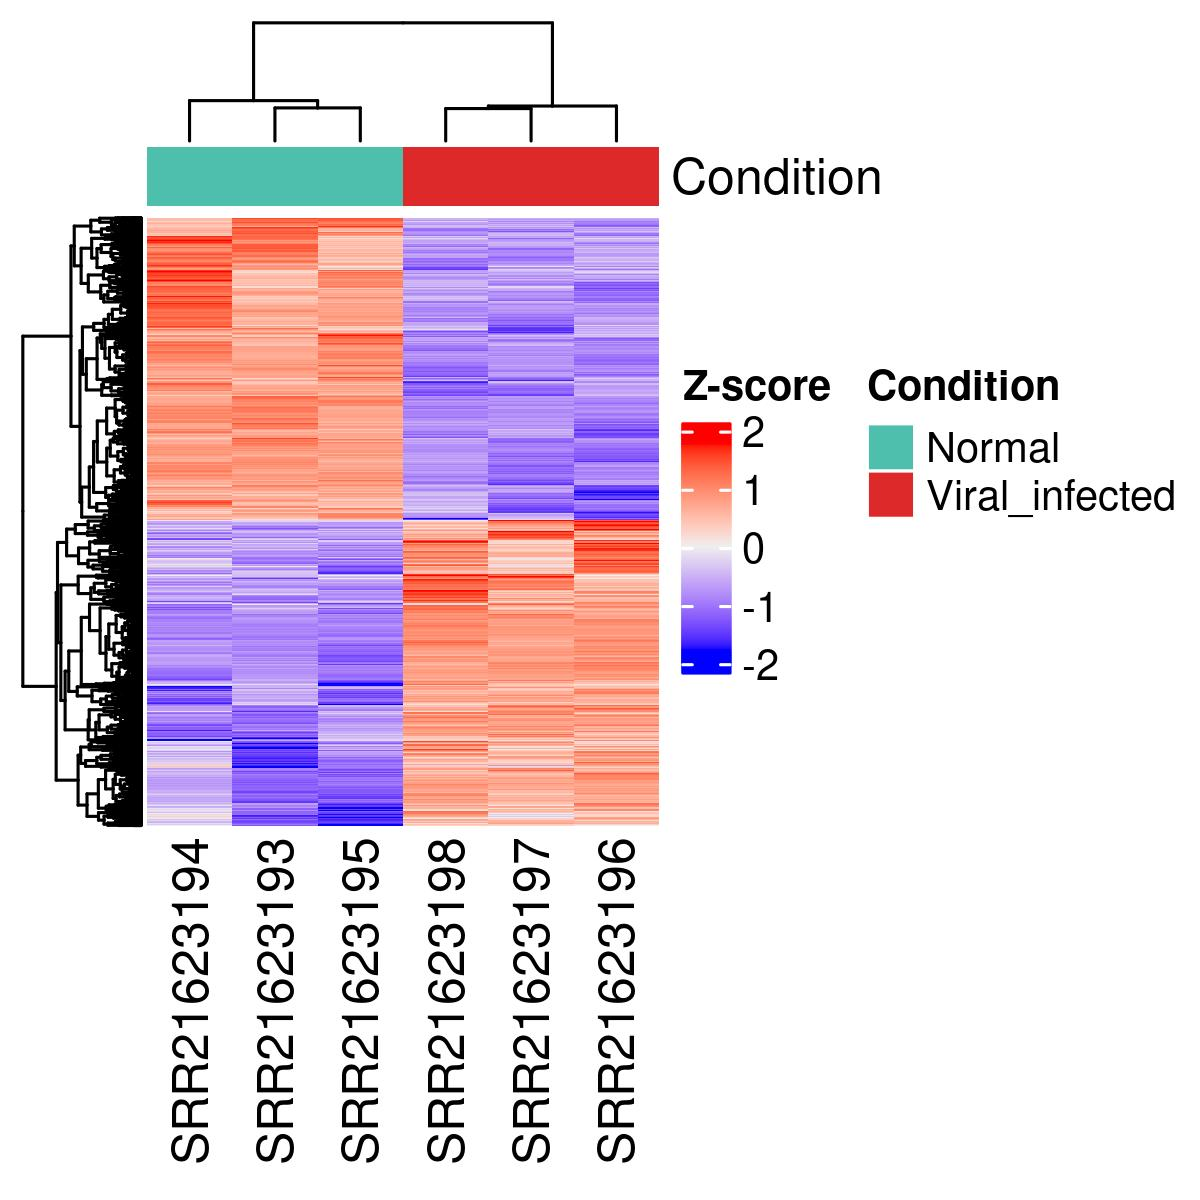 Condition
Z-score
2
1
0
-1
-2
Condition
Normal
Viral_infected
SRR21623194
SRR21623193
SRR21623195
SRR21623198
SRR21623197
SRR21623196